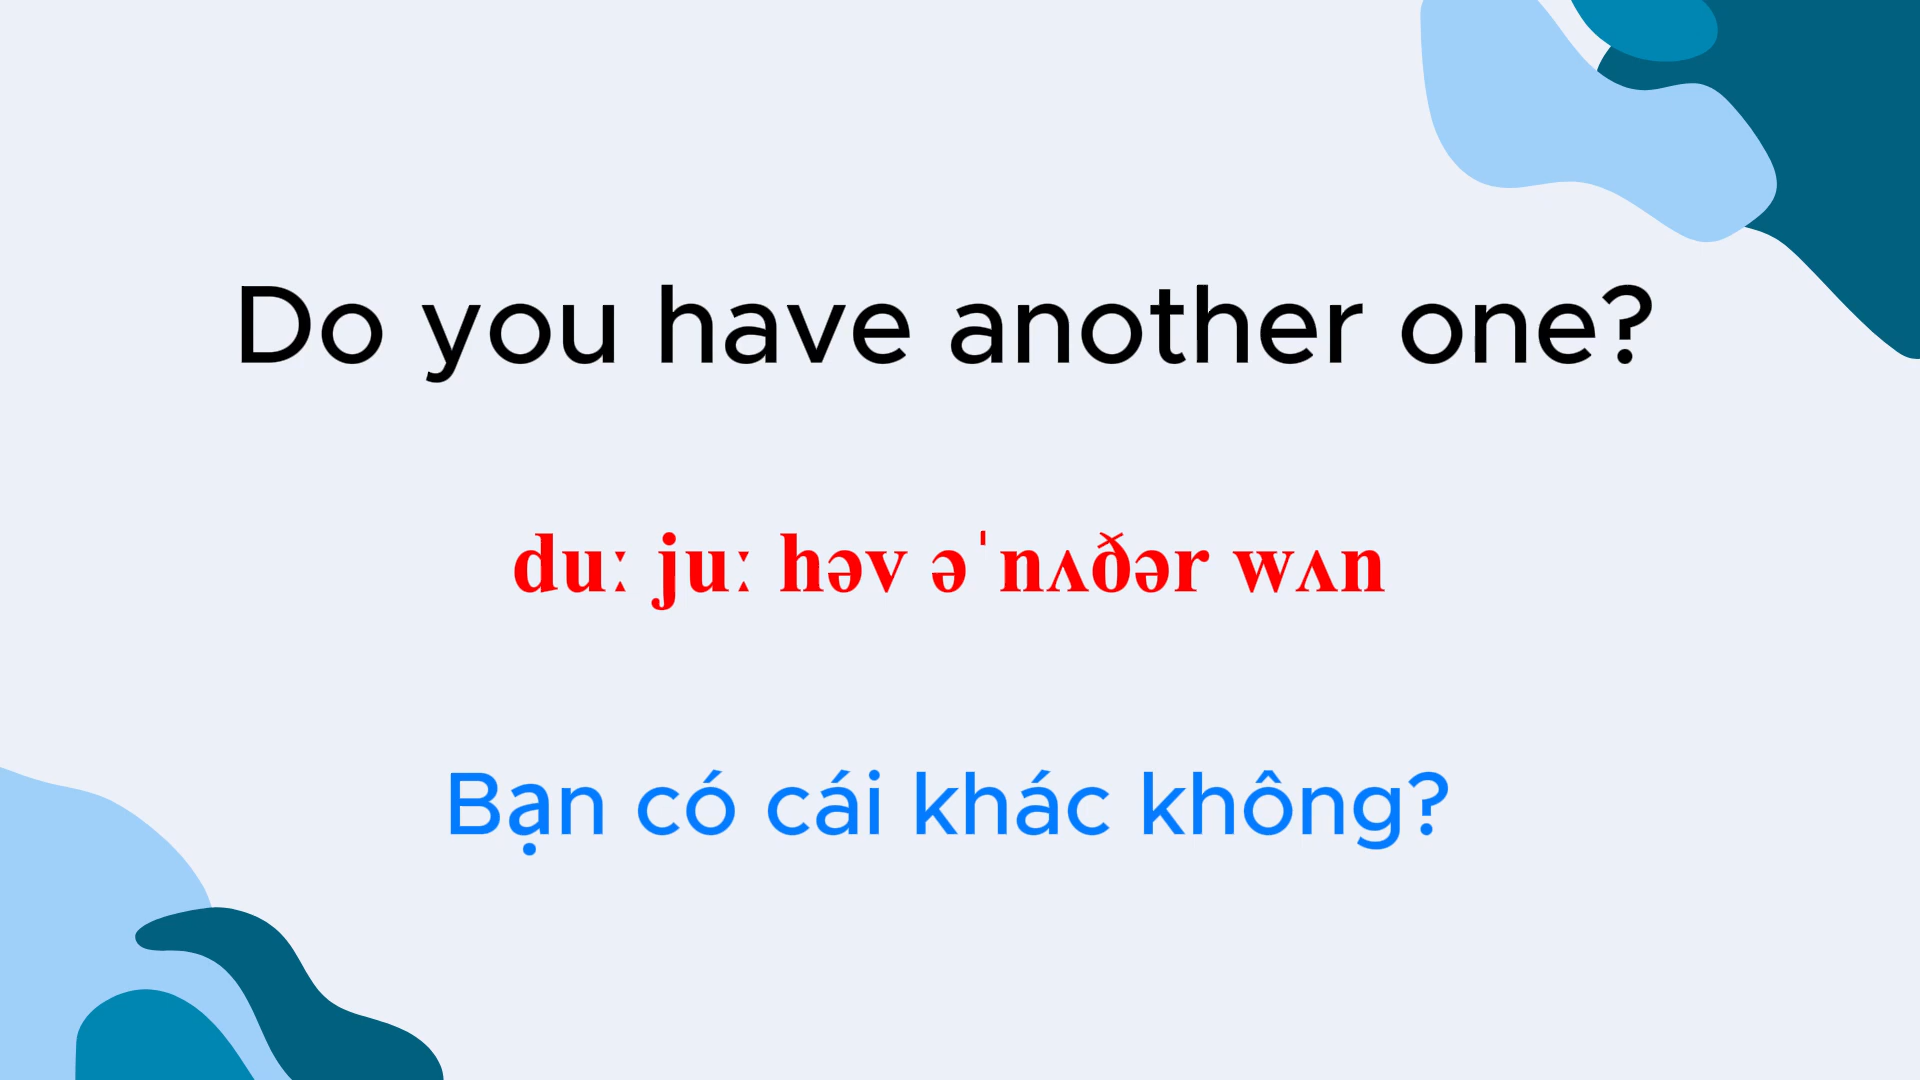 Do you have another one?
duː juː həv əˈnʌðər wʌn
Bạn có cái khác không?